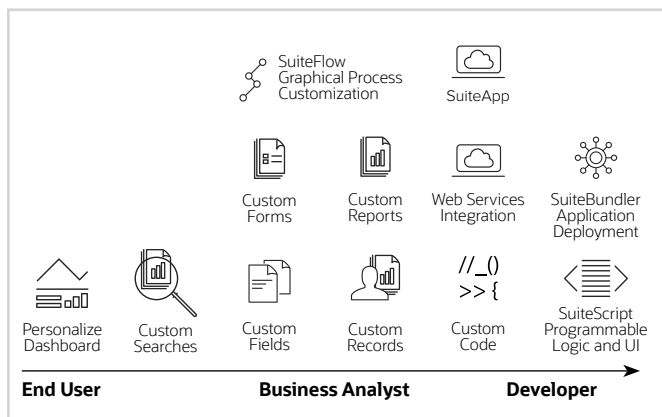 SuiteFlow
Graphical Process
Customization
SuiteApp
Custom
Forms
Custom
Reports
Web Services
Integration
SuiteBundler
Application
Deployment
//_()
>> {
Personalize
Dashboard
Custom
Searches
Custom
Fields
Custom
Records
Custom
Code
SuiteScript
Programmable
Logic and UI
End User
Business Analyst
Developer